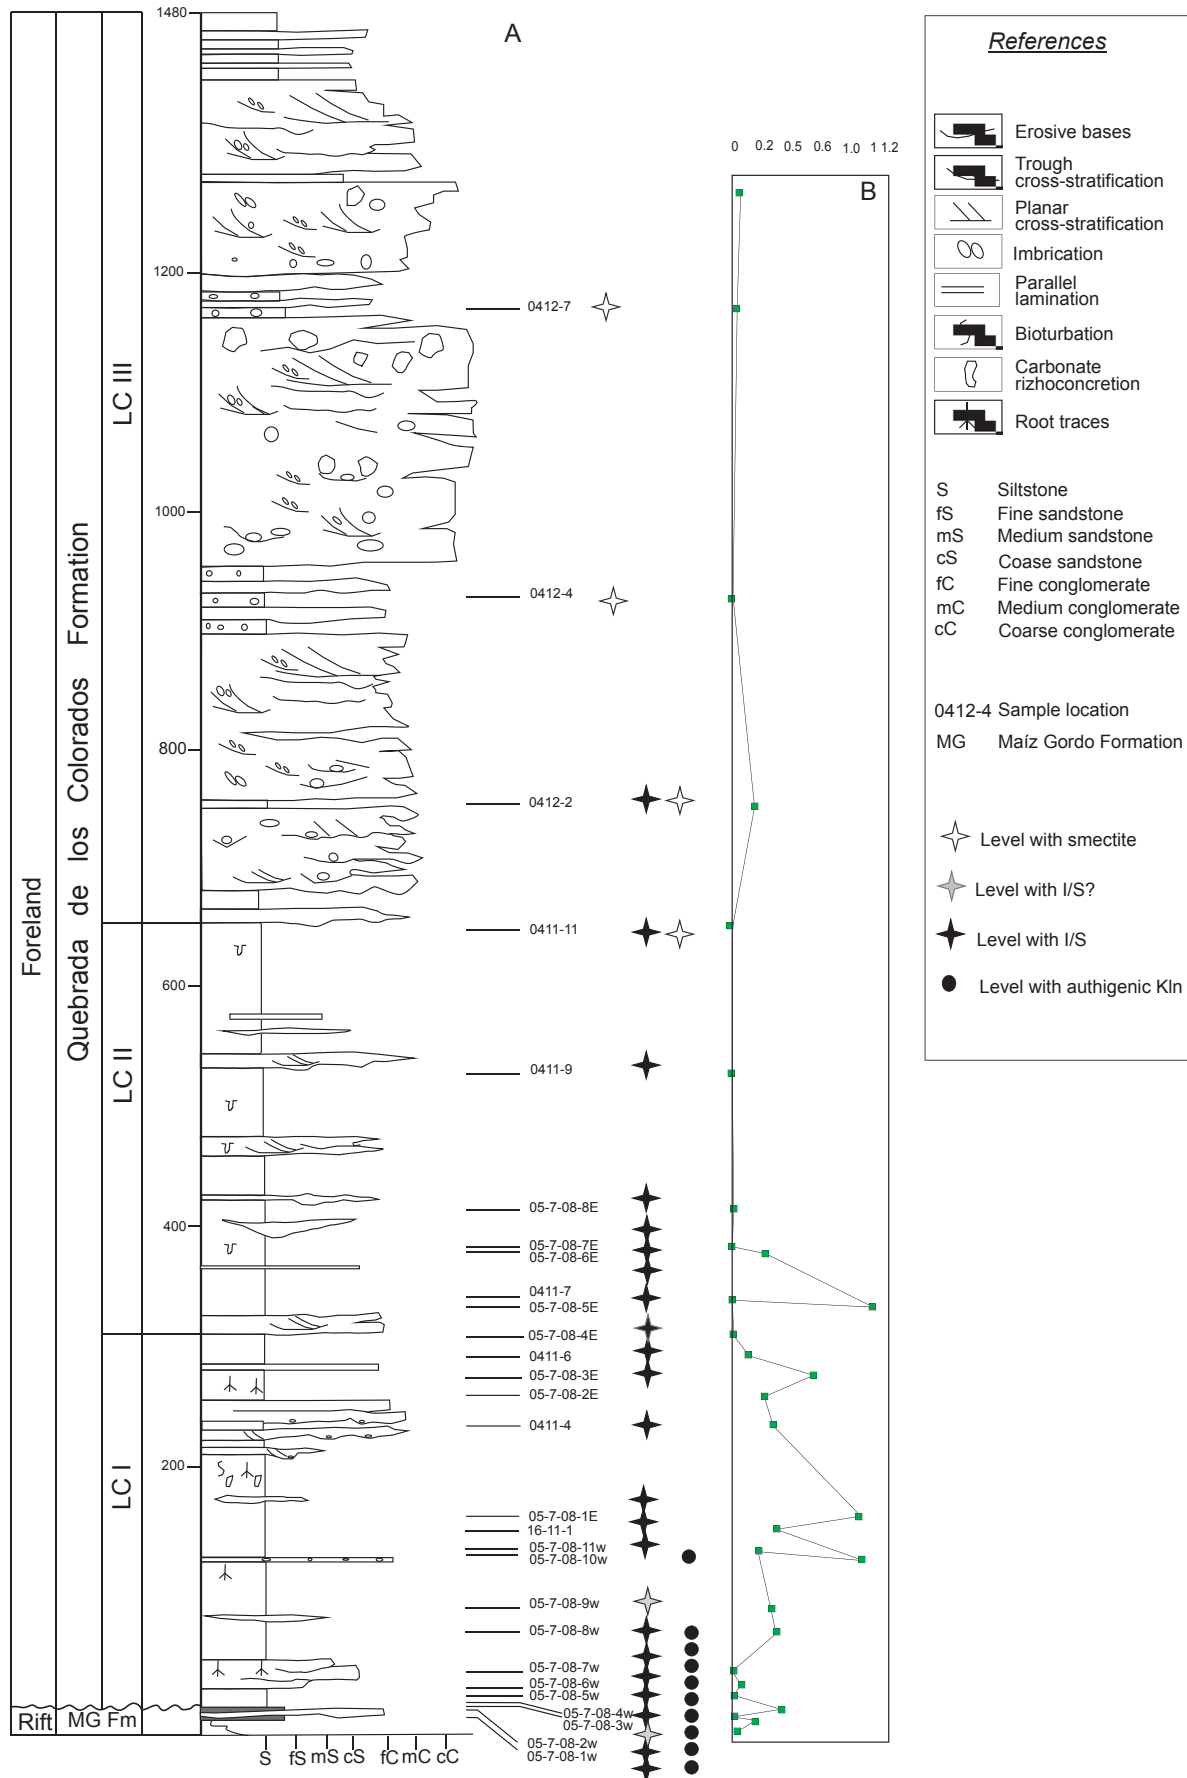 A
B
1480
1200
1000
800
600
400
200
Foreland
Rift
Quebrada de los Colorados Formation
MG Fm
LC III
LC II
LC I
S fS mS cS fC mC cC
0412-7
0412-4
0412-2
0411-11
0411-9
05-7-08-8E
05-7-08-7E
05-7-08-6E
0411-7
05-7-08-5E
05-7-08-4E
0411-6
05-7-08-3E
05-7-08-2E
0411-4
05-7-08-1E
16-11-1
05-7-08-11w
05-7-08-10w
05-7-08-9w
05-7-08-8w
05-7-08-7w
05-7-08-6w
05-7-08-5w
05-7-08-4w
05-7-08-3w
05-7-08-2w
05-7-08-1w
0 0.2 0.5 0.6 1.0 1 1.2
References
Erosive bases
Trough
cross-stratification
Planar
cross-stratification
Imbrication
Parallel
lamination
Bioturbation
Carbonate
rizhoconcretion
Root traces
S Siltstone
fS Fine sandstone
mS Medium sandstone
cS Coase sandstone
fC Fine conglomerate
mC Medium conglomerate
cC Coarse conglomerate
0412-4 Sample location
MG Maíz Gordo Formation
Level with smectite
Level with I/S?
Level with I/S
Level with authigenic Kln